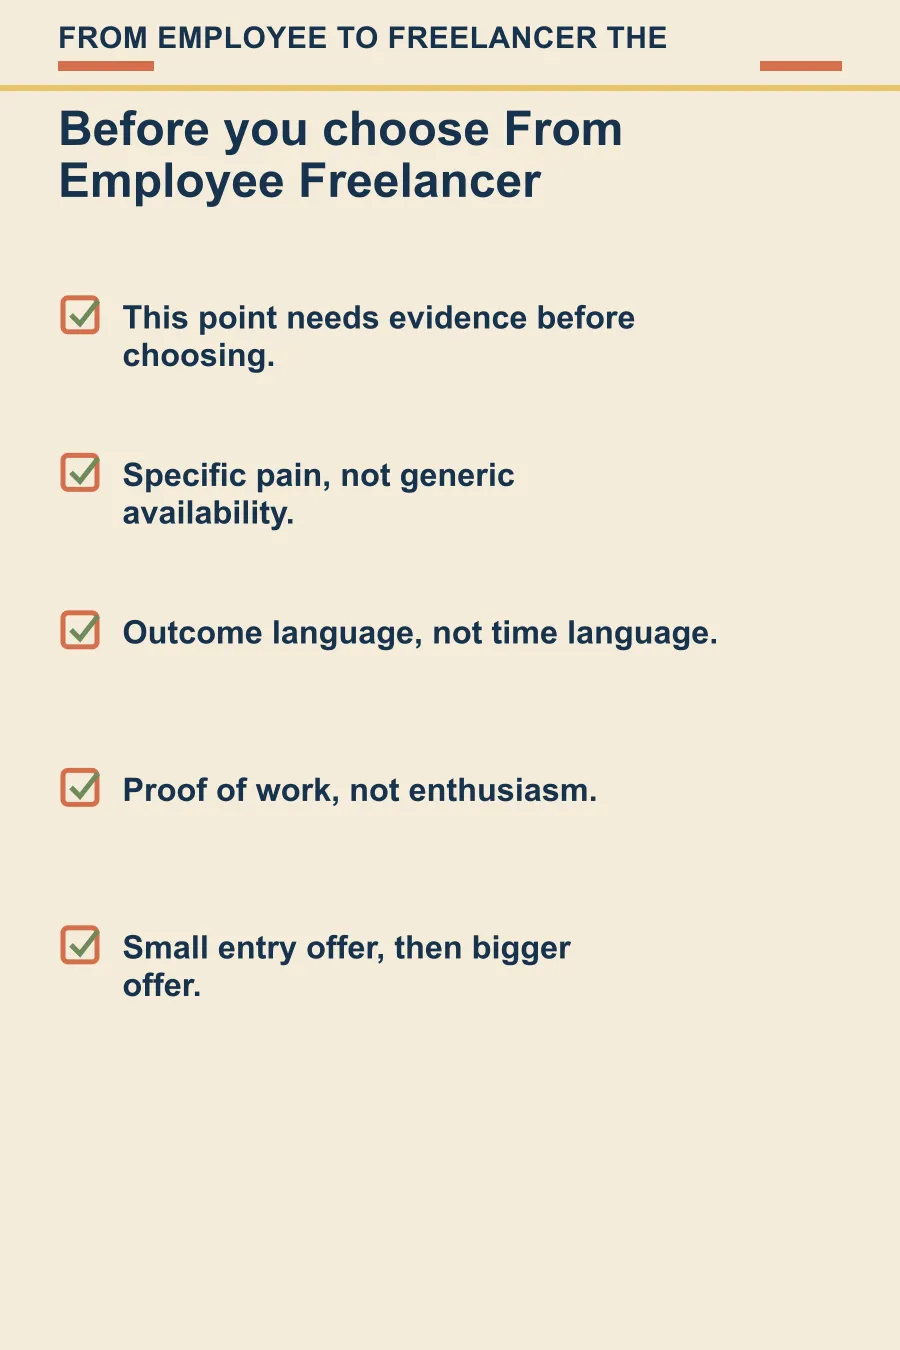 FROM EMPLOYEE TO FREELANCER THE
Before you choose From
Employee Freelancer
This point needs evidence before
choosing.
Specific pain, not generic
availability.
Outcome language, not time language.
Proof of work, not enthusiasm.
Small entry offer, then bigger
offer.